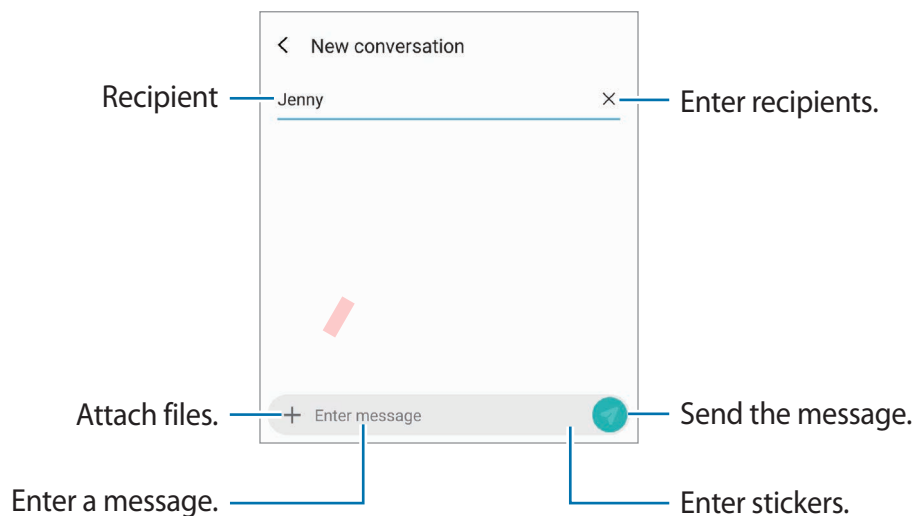 New conversation
Recipient
Jenny
Enter recipients.
Attach files.
Enter message
Send the message.
Enter a message.
Enter stickers.